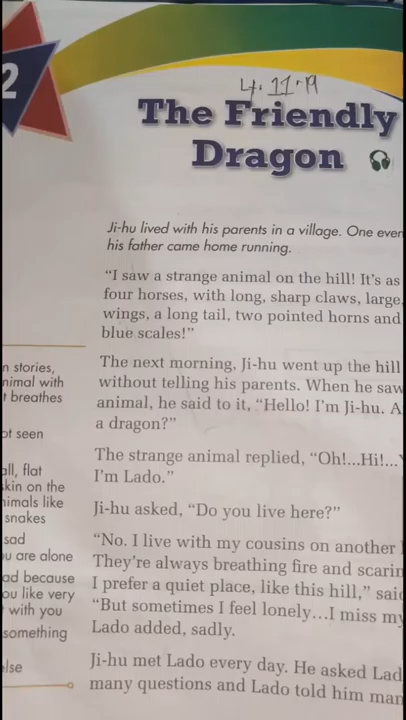 2
4.11.19
The Friendly
Dragon
Ji-hu lived with his parents in a village. One
his father came home running.
"I saw a strange animal on the hill! It's as
four horses, with long, sharp claws, large,
wings, a long tail, two pointed horns and
blue scales!"
The next morning, Ji-hu went up the hill
without telling his parents. When he saw
animal, he said to it, "Hello! I'm Ji-hu. A
a dragon?"
The strange animal replied, "Oh!...Hi!...
I'm Lado."
Ji-hu asked, "Do you live here?"
"No. I live with my cousins on another
They're always breathing fire and
I prefer a quiet place, like this hill,"
"But sometimes I feel lonely...I miss my
Lado added, sadly.
Ji-hu met Lado every day. He asked
many questions and Lado told him
n stories,
nimal with
t breathes
ot seen
all, flat
skin on the
nimals like
snakes
sad
ou are alone
ad because
ou like very
with you
something
else